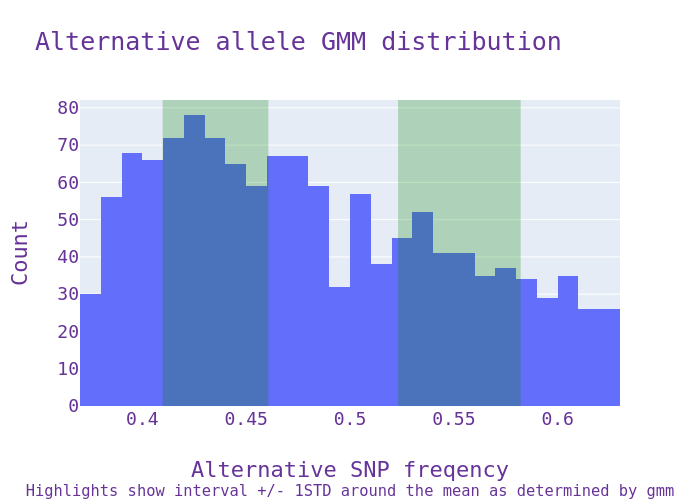 Alternative allele GMM distribution
80
70
60
50
40
30
20
10
0
Count
0.4 0.45 0.5 0.55 0.6
Alternative SNP freqency
Highlights show interval +/- 1STD around the mean as determined by gmm